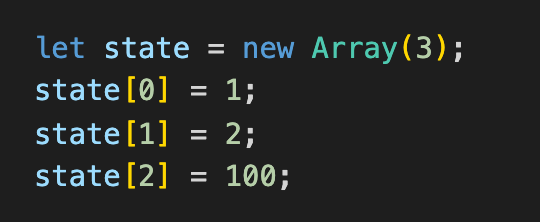 let state = new Array(3);
state[0] = 1;
state[1] = 2;
state[2] = 100;